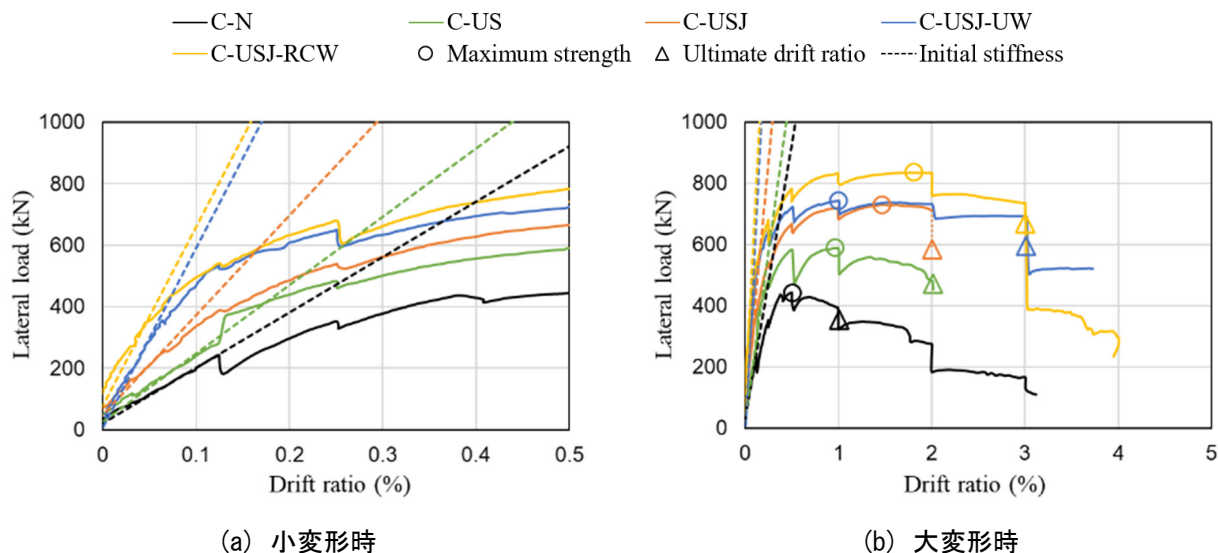 C-N C-US C-USJ C-USJ-UW
C-USJ-RCW Maximum strength Ultimate drift ratio Initial stiffness
Lateral load (kN)
1000
800
600
400
200
0
0 0.1 0.2 0.3 0.4 0.5
Drift ratio (%)
(a) 小変形時
Lateral load (kN)
1000
800
600
400
200
0
0 1 2 3 4 5
Drift ratio (%)
(b) 大変形時